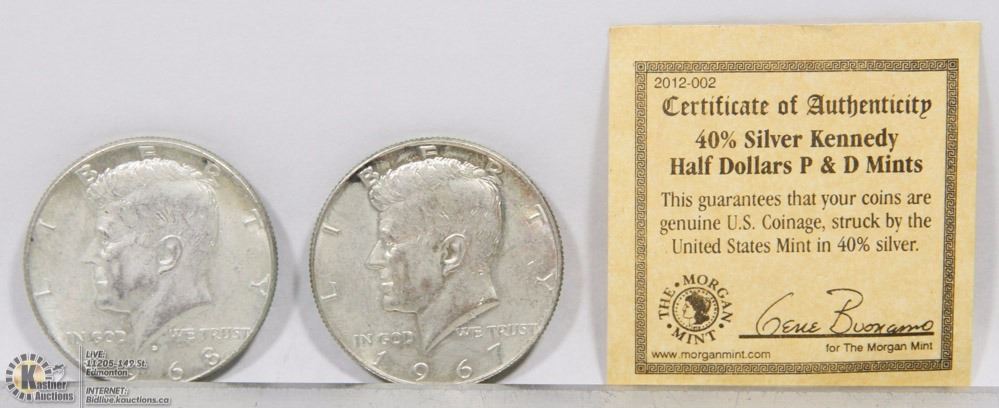 LIBERTY
IN GOD WE TRUST
D
68
LIBERTY
IN GOD WE TRUST
1967
2012-002
Certificate of Authenticity
40% Silver Kennedy
Half Dollars P & D Mints
This guarantees that your coins are
genuine U.S. Coinage, struck by the
United States Mint in 40% silver.
THE • MORGAN • MINT •
Gene Buonamo
for The Morgan Mint
www.morganmint.com
Kastner
Auctions
LIVE:
11205-149 St.
Edmonton
INTERNET:
Bidlive.kauctions.ca